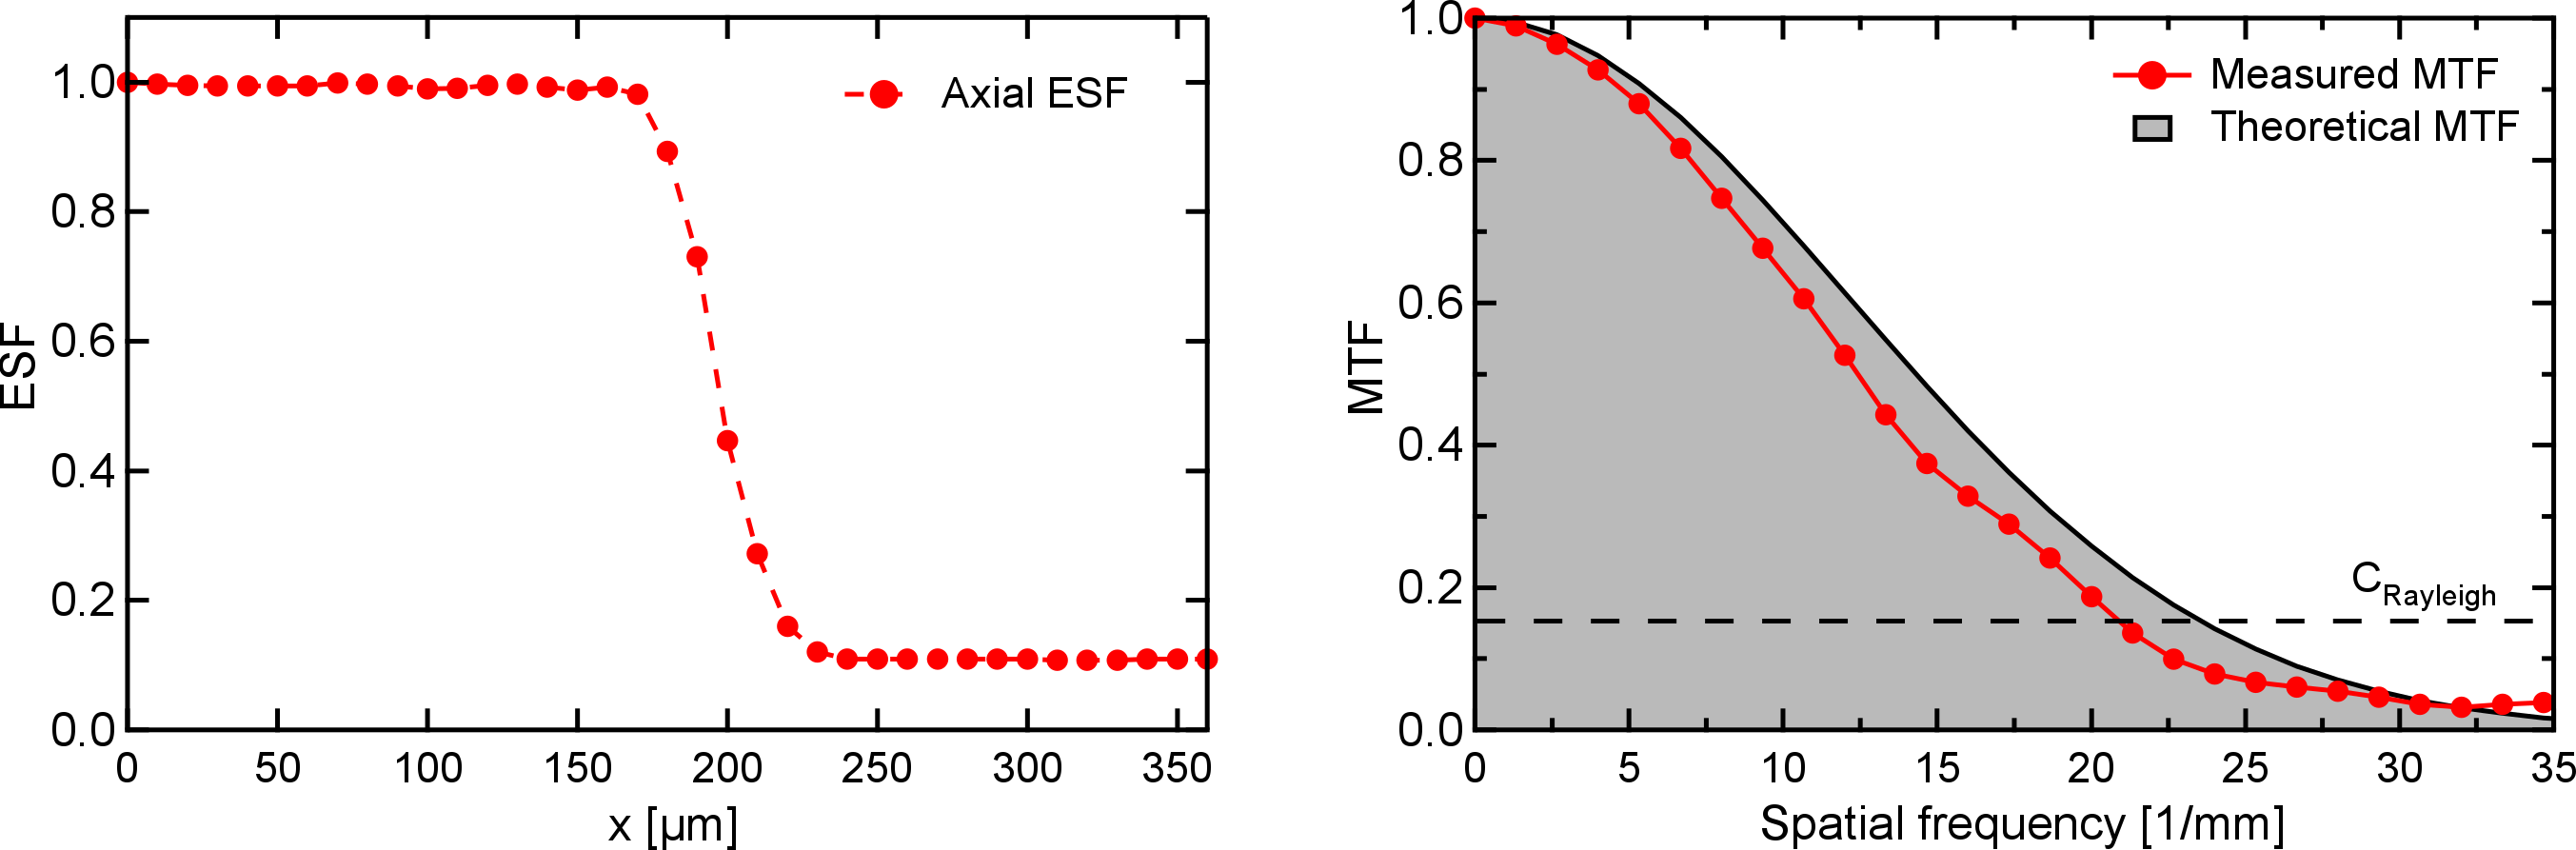 1.0
0.8
0.6
0.4
0.2
0.0
ESF
Axial ESF
0 50 100 150 200 250 300 350
x [µm]
1.0
0.8
0.6
0.4
0.2
0.0
MTF
Measured MTF
Theoretical MTF
C Rayleigh
0 5 10 15 20 25 30 35
Spatial frequency [1/mm]